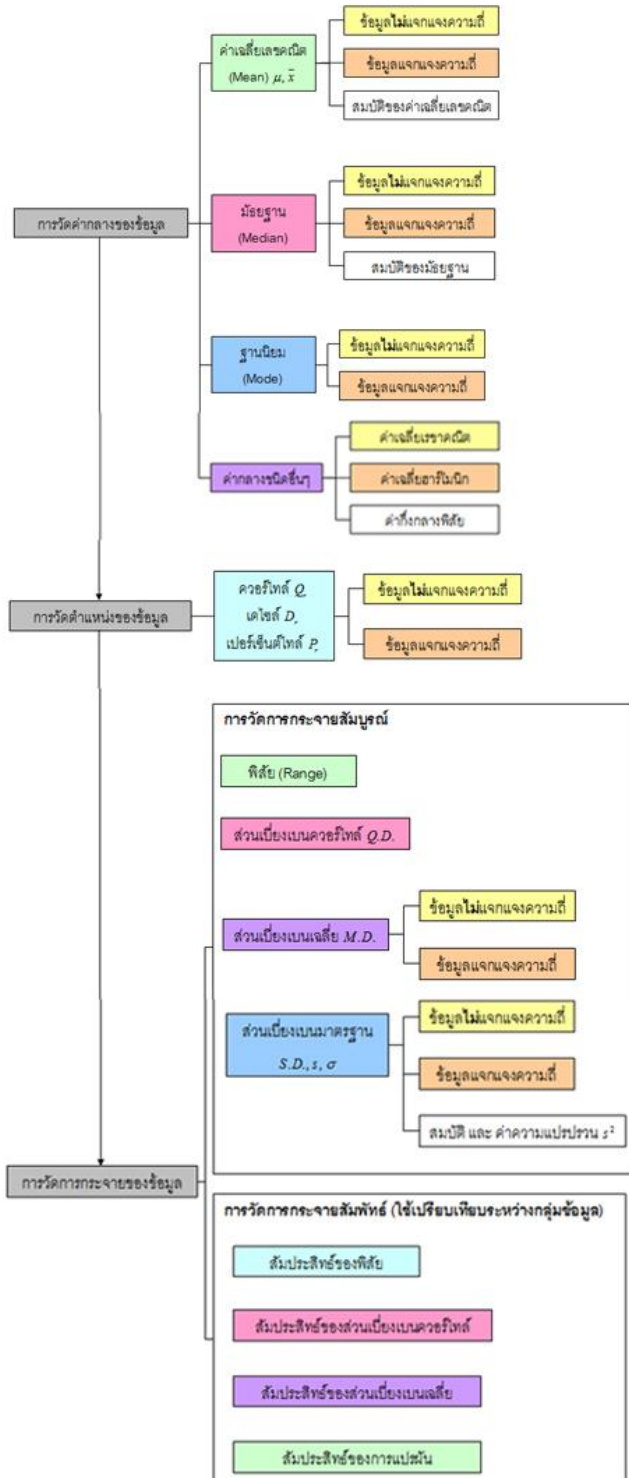 การวัดค่ากลางของข้อมูล
ค่าเฉลี่ยเลขคณิต
(Mean) μ, x̄
ข้อมูลไม่แจกแจงความถี่
ข้อมูลแจกแจงความถี่
สมบัติของค่าเฉลี่ยเลขคณิต
มัธยฐาน
(Median)
ข้อมูลไม่แจกแจงความถี่
ข้อมูลแจกแจงความถี่
สมบัติของมัธยฐาน
ฐานนิยม
(Mode)
ข้อมูลไม่แจกแจงความถี่
ข้อมูลแจกแจงความถี่
ค่ากลางชนิดอื่นๆ
ค่าเฉลี่ยเรขาคณิต
ค่าเฉลี่ยฮาร์โมนิก
ค่ากึ่งกลางพิสัย
การวัดตำแหน่งของข้อมูล
ควอร์ไทล์ Qᵣ
เดไซล์ Dᵣ
เปอร์เซ็นต์ไทล์ Pᵣ
ข้อมูลไม่แจกแจงความถี่
ข้อมูลแจกแจงความถี่
การวัดการกระจายของข้อมูล
การวัดการกระจายสัมบูรณ์
พิสัย (Range)
ส่วนเบี่ยงเบนควอร์ไทล์ Q.D.
ส่วนเบี่ยงเบนเฉลี่ย M.D.
ข้อมูลไม่แจกแจงความถี่
ข้อมูลแจกแจงความถี่
ส่วนเบี่ยงเบนมาตรฐาน
S.D., s, σ
ข้อมูลไม่แจกแจงความถี่
ข้อมูลแจกแจงความถี่
สมบัติ และ ค่าความแปรปรวน s²
การวัดการกระจายสัมพัทธ์ (ใช้เปรียบเทียบระหว่างกลุ่มข้อมูล)
สัมประสิทธ์ของพิสัย
สัมประสิทธ์ของส่วนเบี่ยงเบนควอร์ไทล์
สัมประสิทธ์ของส่วนเบี่ยงเบนเฉลี่ย
สัมประสิทธ์ของการแปรผัน